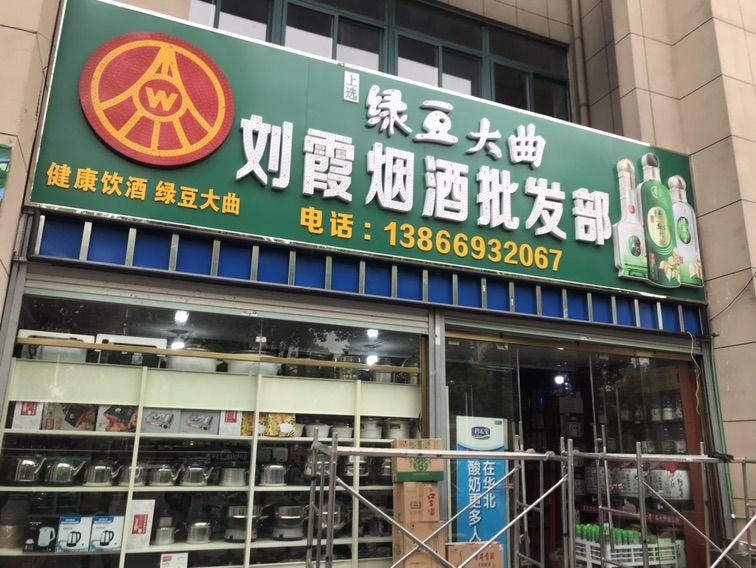 上选
绿豆大曲
刘霞烟酒批发部
健康饮酒 绿豆大曲
电话：13866932067
W
在华北
酸奶更多人